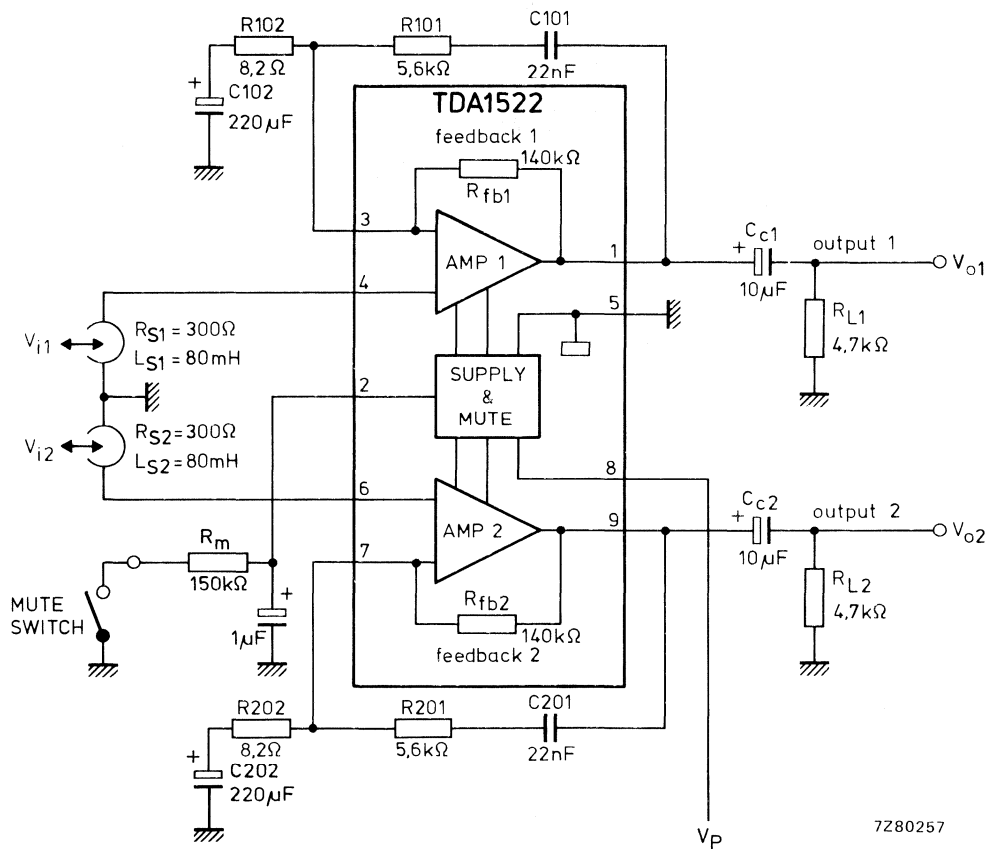 R102
8,2Ω
R101
5,6kΩ
C101
22nF
+
C102
220μF
TDA1522
feedback 1
140kΩ
Rfb1
3
AMP 1
1
+
Cc1
10μF
output 1
Vo1
4
5
RL1
4,7kΩ
Vi1
RS1 = 300Ω
LS1 = 80mH
2
SUPPLY
&
MUTE
Vi2
RS2 = 300Ω
LS2 = 80mH
8
6
AMP 2
9
+
Cc2
10μF
output 2
Vo2
7
Rm
150kΩ
Rfb2
140kΩ
feedback 2
RL2
4,7kΩ
MUTE
SWITCH
+
1μF
R202
8,2Ω
R201
5,6kΩ
C201
22nF
+
C202
220μF
VP
7Z80257